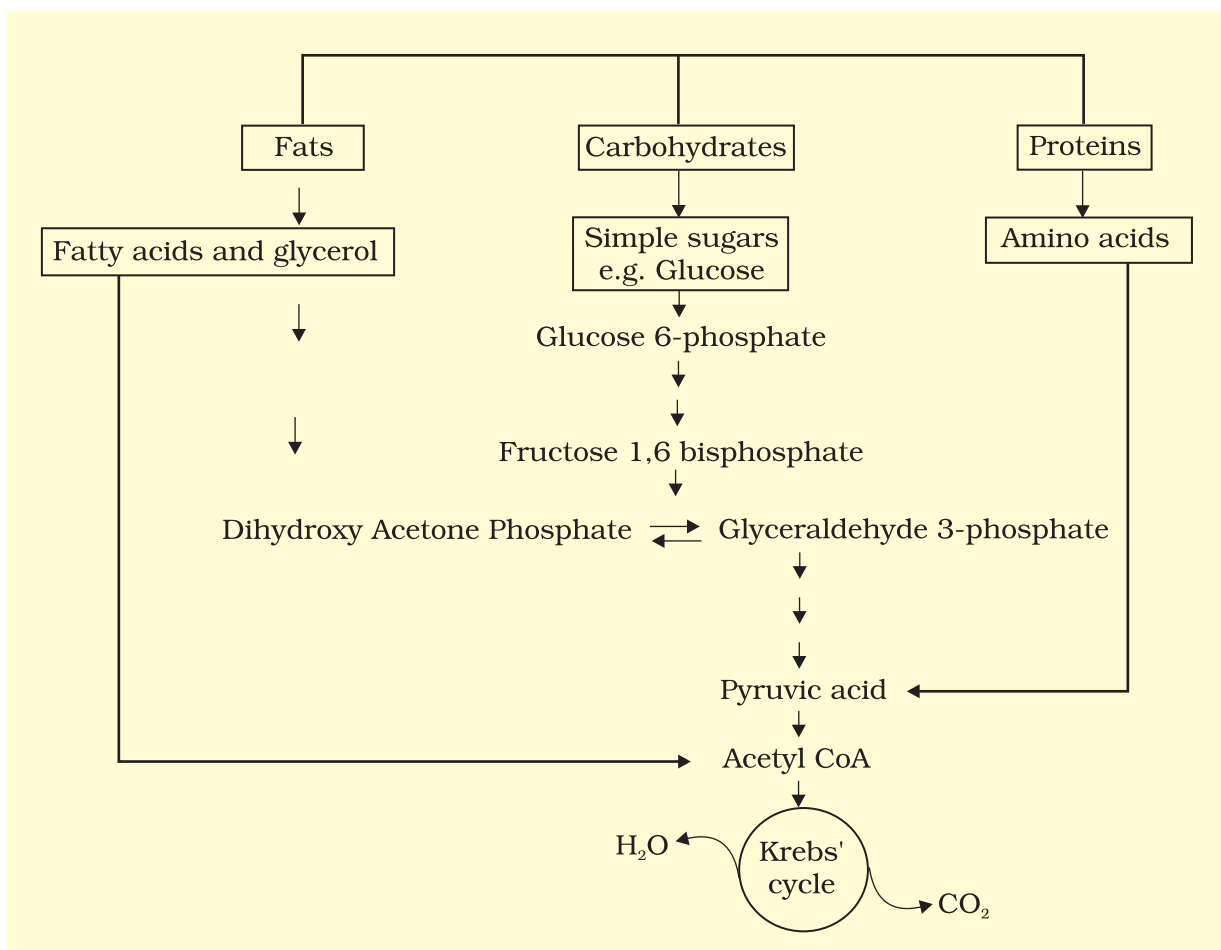 Fats
Carbohydrates
Proteins
Fatty acids and glycerol
Simple sugars
e.g. Glucose
Amino acids
Glucose 6-phosphate
Fructose 1,6 bisphosphate
Dihydroxy Acetone Phosphate
Glyceraldehyde 3-phosphate
Pyruvic acid
Acetyl CoA
H₂O
Krebs'
cycle
CO₂